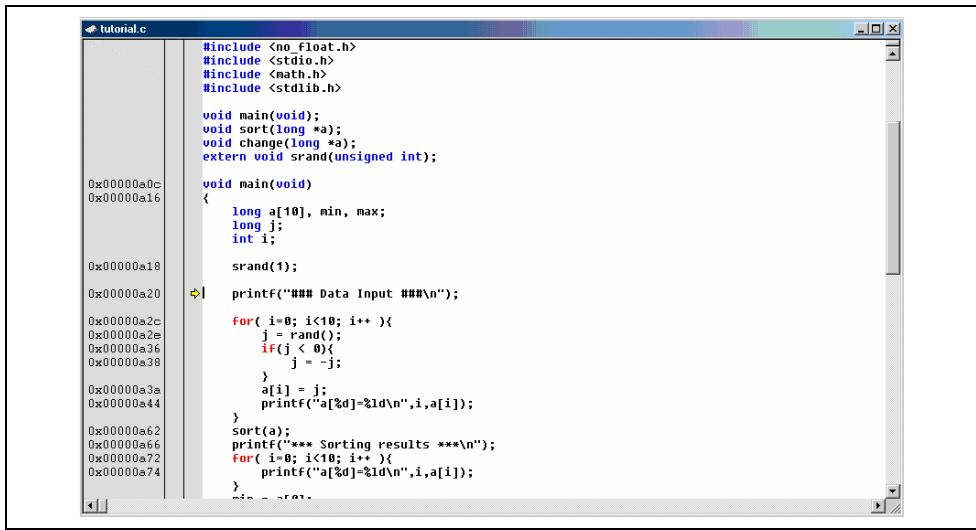 tutorial.c
#include <no_float.h>
#include <stdio.h>
#include <math.h>
#include <stdlib.h>
void main(void);
void sort(long *a);
void change(long *a);
extern void srand(unsigned int);
0x00000a0c void main(void)
0x00000a16 {
long a[10], min, max;
long j;
int i;
0x00000a18 srand(1);
0x00000a20 printf("### Data Input ###\n");
0x00000a2c for( i=0; i<10; i++ ){
0x00000a2e j = rand();
0x00000a36 if(j < 0){
0x00000a38 j = -j;
}
0x00000a3a a[i] = j;
0x00000a44 printf("a[%d]=%ld\n",i,a[i]);
}
0x00000a62 sort(a);
0x00000a66 printf("*** Sorting results ***\n");
0x00000a72 for( i=0; i<10; i++ ){
0x00000a74 printf("a[%d]=%ld\n",i,a[i]);
}
min = a[0];